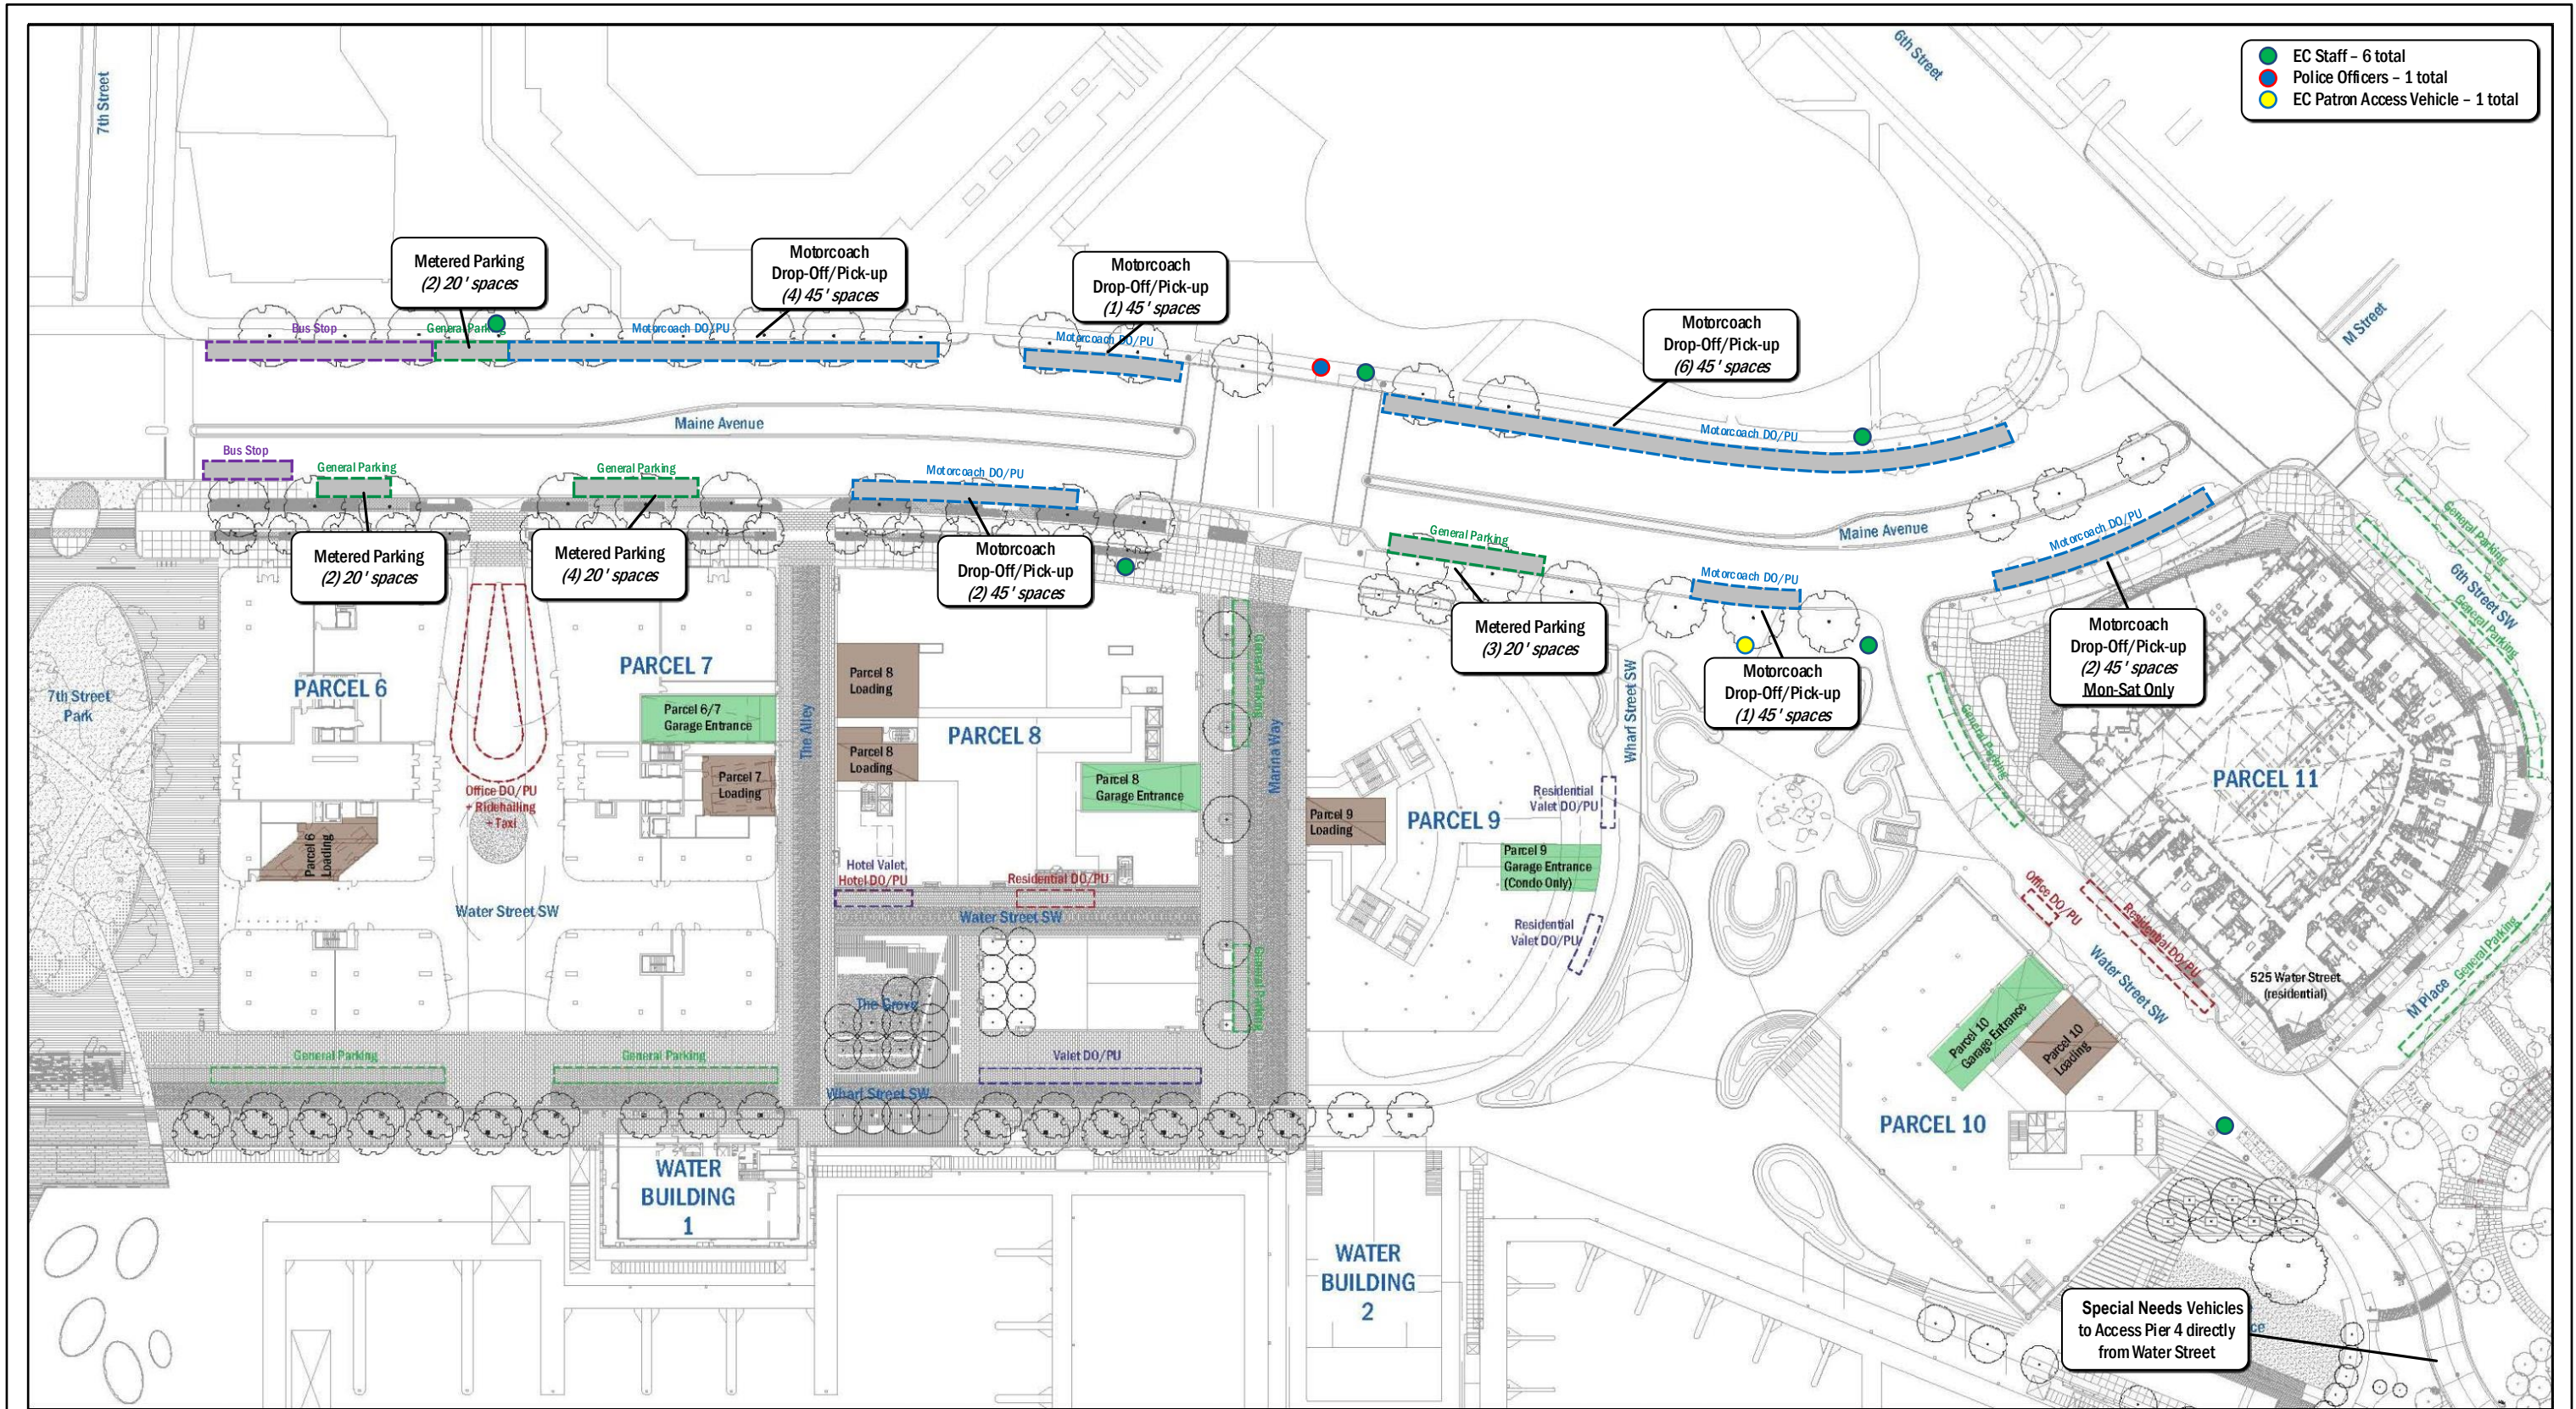 7th Street
6th Street
EC Staff – 6 total
Police Officers – 1 total
EC Patron Access Vehicle – 1 total
Metered Parking
(2) 20' spaces
Motorcoach
Drop-Off/Pick-up
(4) 45' spaces
Motorcoach
Drop-Off/Pick-up
(1) 45' spaces
Motorcoach
Drop-Off/Pick-up
(6) 45' spaces
M Street
Bus Stop
General Parking
Motorcoach DO/PU
Motorcoach DO/PU
Maine Avenue
Motorcoach DO/PU
Bus Stop
General Parking
General Parking
Motorcoach DO/PU
Maine Avenue
General Parking
Motorcoach DO/PU
Motorcoach DO/PU
General Parking
6th Street SW
General Parking
Metered Parking
(2) 20' spaces
Metered Parking
(4) 20' spaces
Motorcoach
Drop-Off/Pick-up
(2) 45' spaces
Metered Parking
(3) 20' spaces
Motorcoach
Drop-Off/Pick-up
(1) 45' spaces
Motorcoach
Drop-Off/Pick-up
(2) 45' spaces
Mon-Sat Only
7th Street
Park
PARCEL 6
PARCEL 7
Parcel 6/7
Garage Entrance
Parcel 7
Loading
Parcel 6
Loading
Office DO/PU
+ Ridehailing
+ Taxi
Water Street SW
The Alley
Parcel 8
Loading
Parcel 8
Loading
PARCEL 8
Parcel 8
Garage Entrance
General Parking
Marina Way
Hotel Valet,
Hotel DO/PU
Residential DO/PU
Water Street SW
The Grove
General Parking
Valet DO/PU
Wharf Street SW
General Parking
General Parking
Parcel 9
Loading
PARCEL 9
Parcel 9
Garage Entrance
(Condo Only)
Residential
Valet DO/PU
Residential
Valet DO/PU
Wharf Street SW
General Parking
PARCEL 11
Office DO/PU
Residential DO/PU
Water Street SW
525 Water Street
(residential)
M Place
General Parking
Parcel 10
Garage Entrance
Parcel 10
Loading
PARCEL 10
WATER
BUILDING
1
WATER
BUILDING
2
Special Needs Vehicles
to Access Pier 4 directly
from Water Street